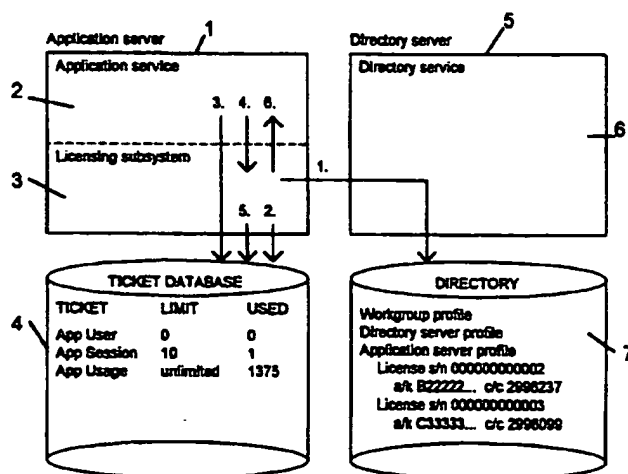 1
Application server
Application service
2
3. 4. 6.
Licensing subsystem
3
1.
5. 2.
5
Directory server
Directory service
6
TICKET DATABASE
TICKET LIMIT USED
App User 0 0
4
App Session 10 1
App Usage unlimited 1375
DIRECTORY
Workgroup profile
Directory server profile
7
Application server profile
License s/n 000000000002
a/k B22222... c/c 2996237
License s/n 000000000003
a/k C33333... c/c 2996099